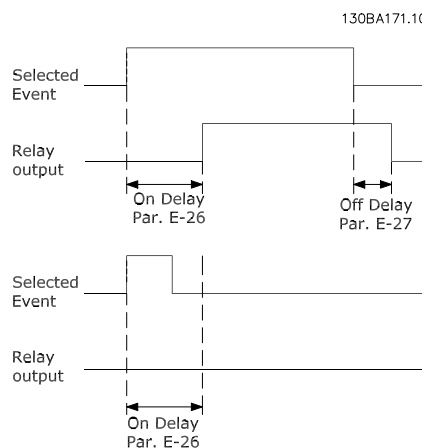 130BA171.10
Selected
Event
Relay
output
On Delay
Par. E-26
Off Delay
Par. E-27
Selected
Event
Relay
output
On Delay
Par. E-26